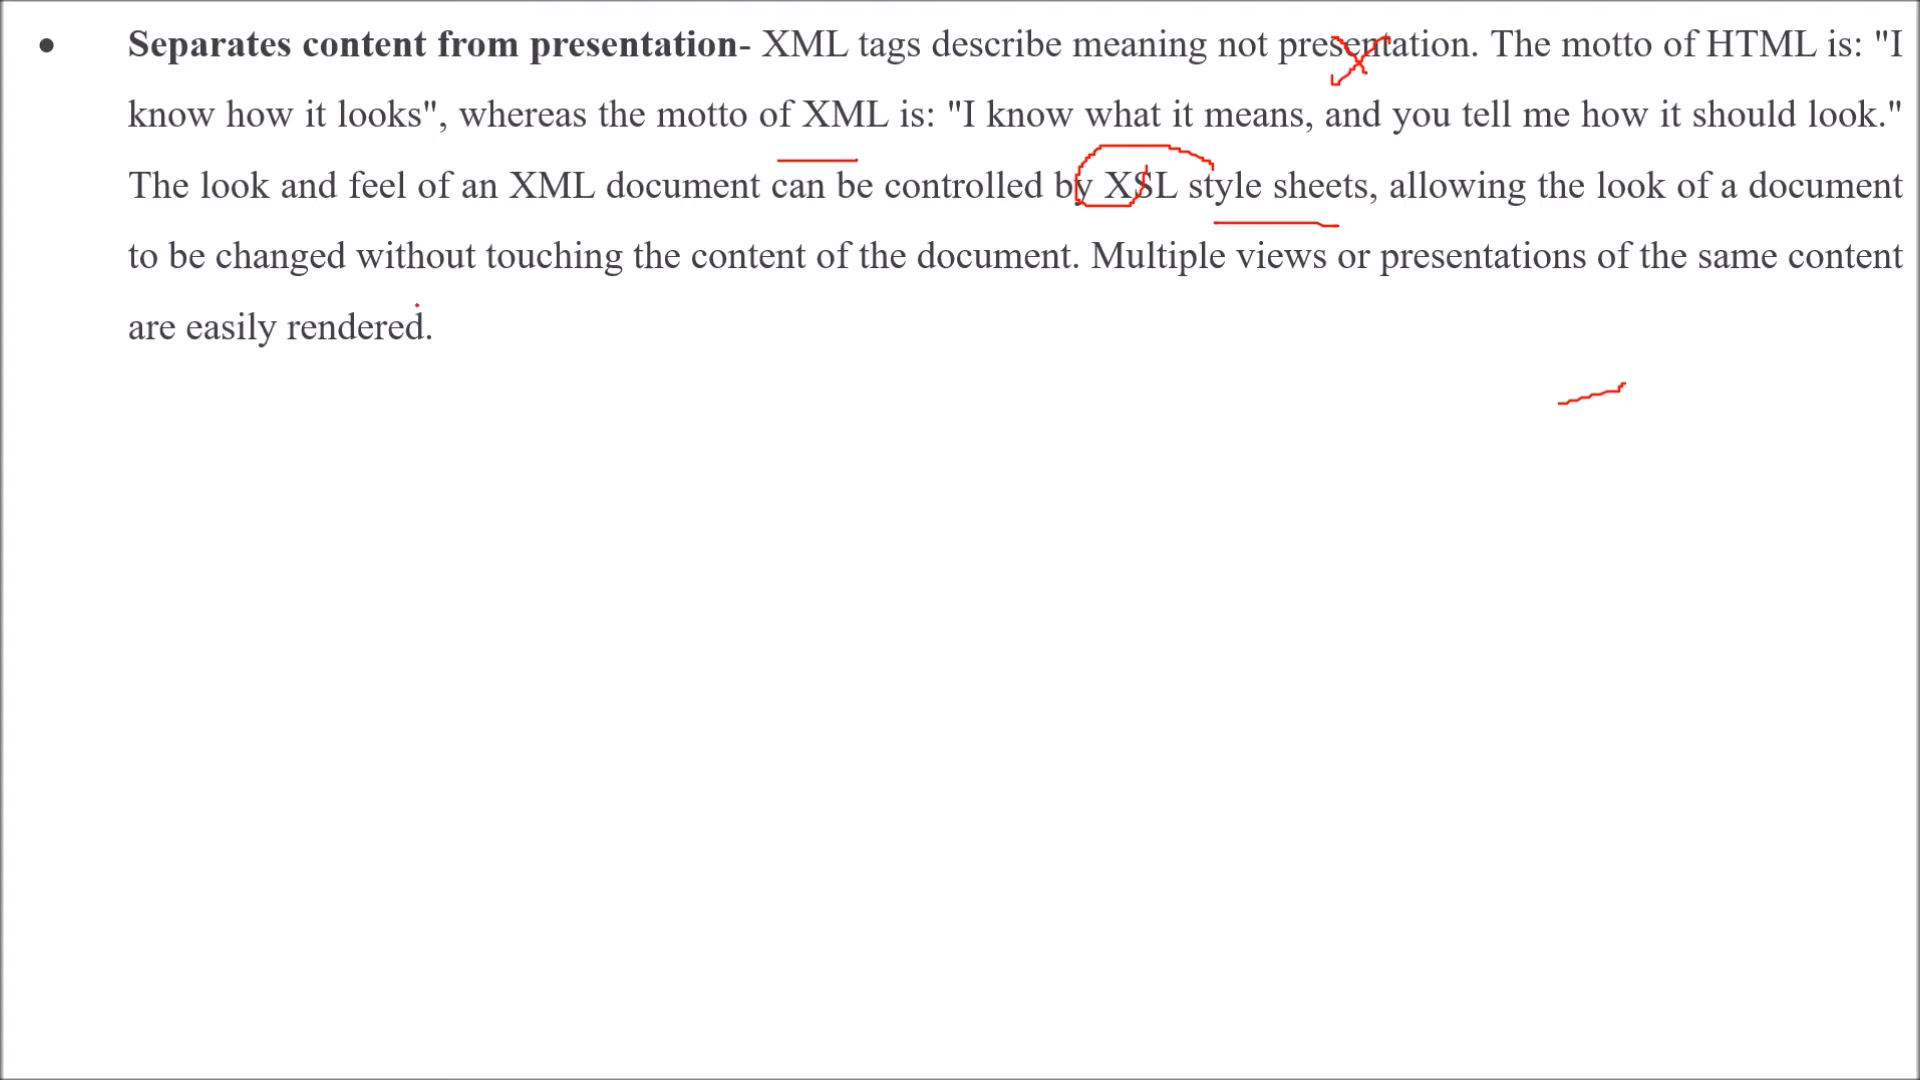 • Separates content from presentation- XML tags describe meaning not presentation. The motto of HTML is: "I
know how it looks", whereas the motto of XML is: "I know what it means, and you tell me how it should look."
The look and feel of an XML document can be controlled by XSL style sheets, allowing the look of a document
to be changed without touching the content of the document. Multiple views or presentations of the same content
are easily rendered.